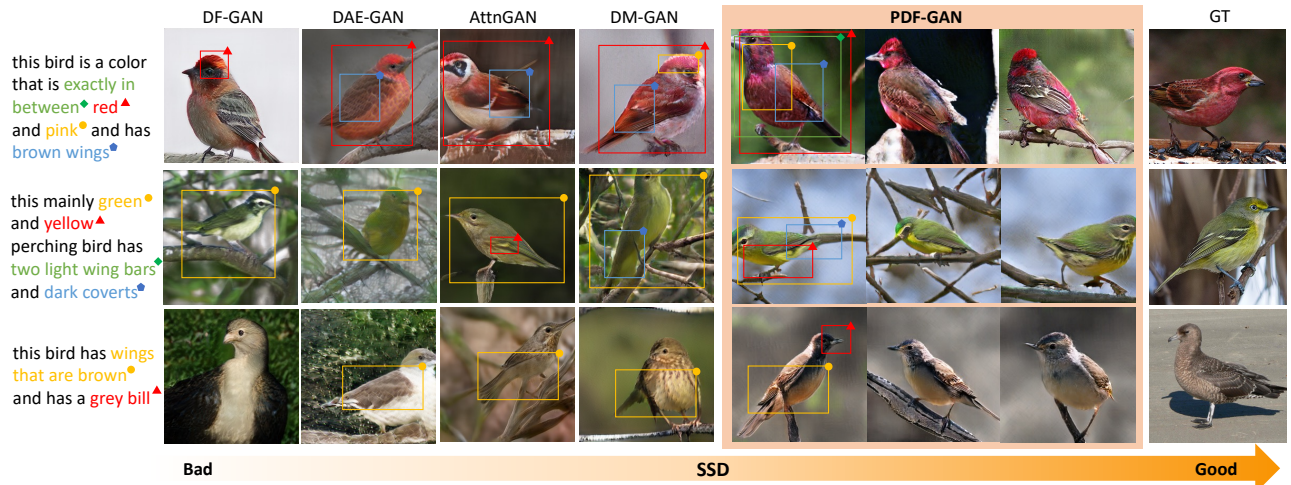 DF-GAN DAE-GAN AttnGAN DM-GAN PDF-GAN GT
this bird is a color
that is exactly in
between red
and pink and has
brown wings
this mainly green
and yellow
perching bird has
two light wing bars
and dark coverts
this bird has wings
that are brown
and has a grey bill
Bad SSD Good